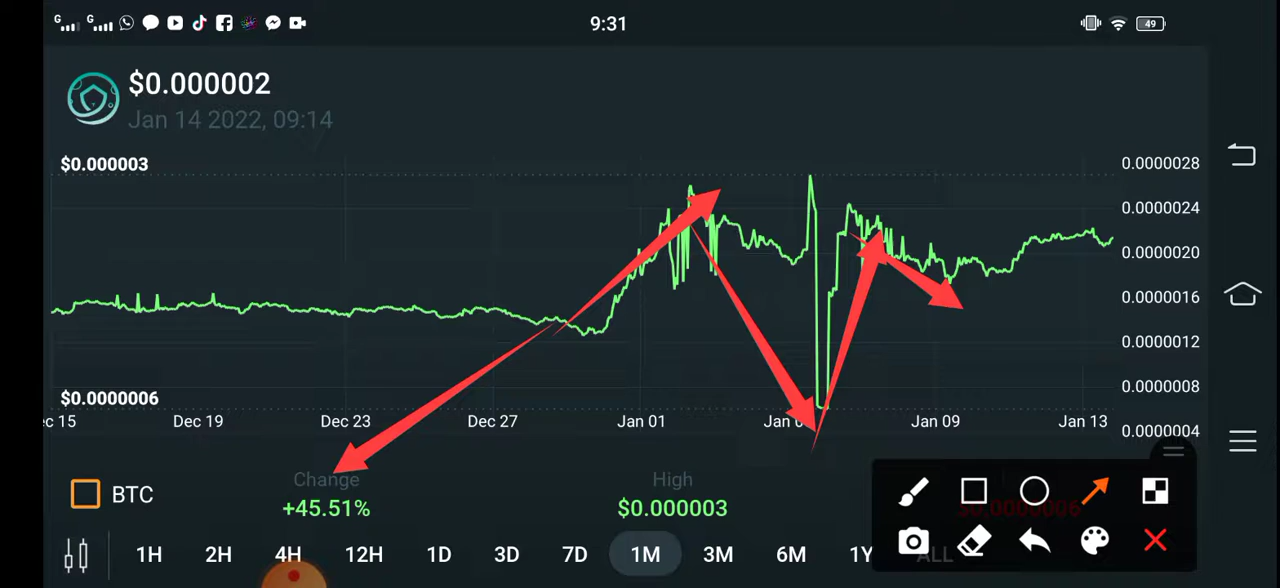 G G 9:31 49
$0.000002
Jan 14 2022, 09:14
$0.000003
0.0000028
0.0000024
0.0000020
0.0000016
0.0000012
0.0000008
$0.0000006
0.0000004
Dec 19 Dec 23 Dec 27 Jan 01 Jan 09 Jan 13
BTC
Change
+45.51%
High
$0.000003
$0.0000006
1H 2H 4H 12H 1D 3D 7D 1M 3M 6M 1Y ALL